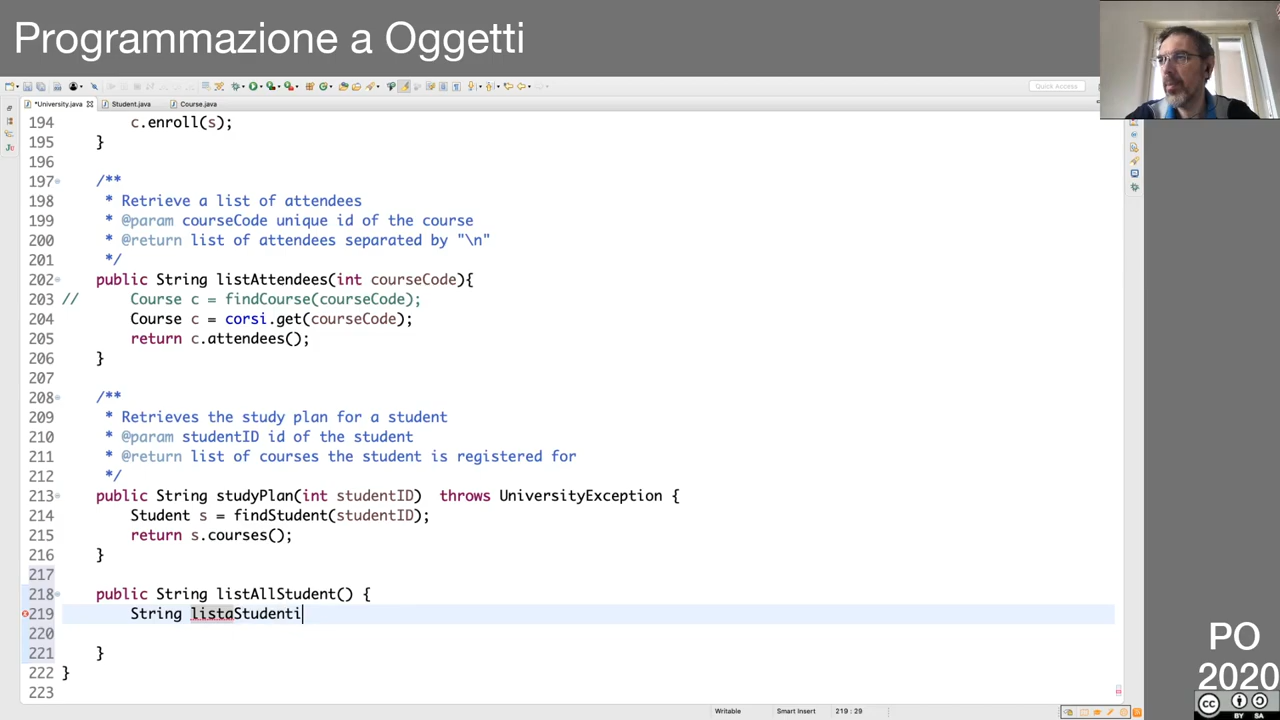 Programmazione a Oggetti
Quick Access
*University.java
Student.java
Course.java
194 c.enroll(s);
195 }
196
197 /**
198 * Retrieve a list of attendees
199 * @param courseCode unique id of the course
200 * @return list of attendees separated by "\n"
201 */
202 public String listAttendees(int courseCode){
203 // Course c = findCourse(courseCode);
204 Course c = corsi.get(courseCode);
205 return c.attendees();
206 }
207
208 /**
209 * Retrieves the study plan for a student
210 * @param studentID id of the student
211 * @return list of courses the student is registered for
212 */
213 public String studyPlan(int studentID)  throws UniversityException {
214 Student s = findStudent(studentID);
215 return s.courses();
216 }
217
218 public String listAllStudent() {
219 String listaStudenti
220
221 }
222 }
223
Writable
Smart Insert
219 : 29
PO
2020
CC
BY SA